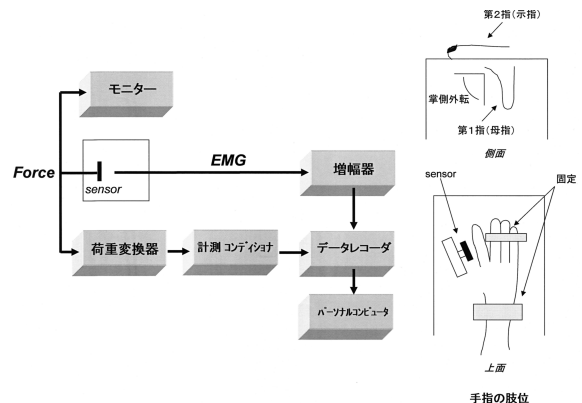 モニター
Force
sensor
EMG
増幅器
荷重変換器
計測 コンディショナ
データレコーダ
パーソナルコンピュータ
第2指(示指)
掌側外転
第1指(母指)
側面
sensor
固定
上面
手指の肢位